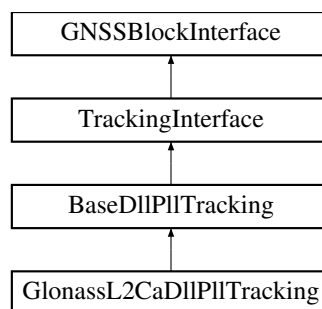 GNSSBlockInterface
TrackingInterface
BaseDllPllTracking
GlonassL2CaDllPllTracking